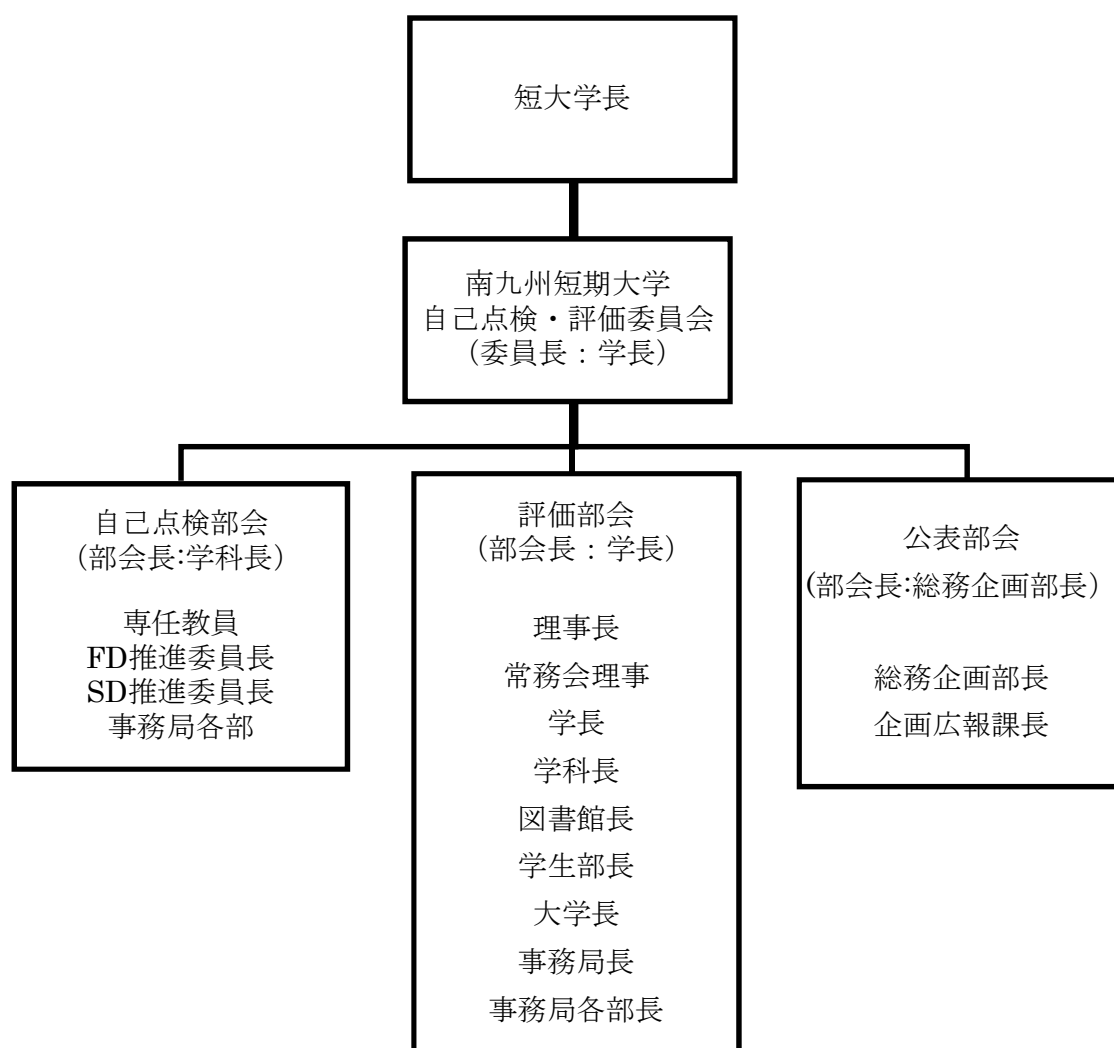 短大学長
南九州短期大学
自己点検・評価委員会
（委員長：学長）
自己点検部会
（部会長:学科長）
専任教員
FD推進委員長
SD推進委員長
事務局各部
評価部会
（部会長：学長）
理事長
常務会理事
学長
学科長
図書館長
学生部長
大学長
事務局長
事務局各部長
公表部会
(部会長:総務企画部長）
総務企画部長
企画広報課長